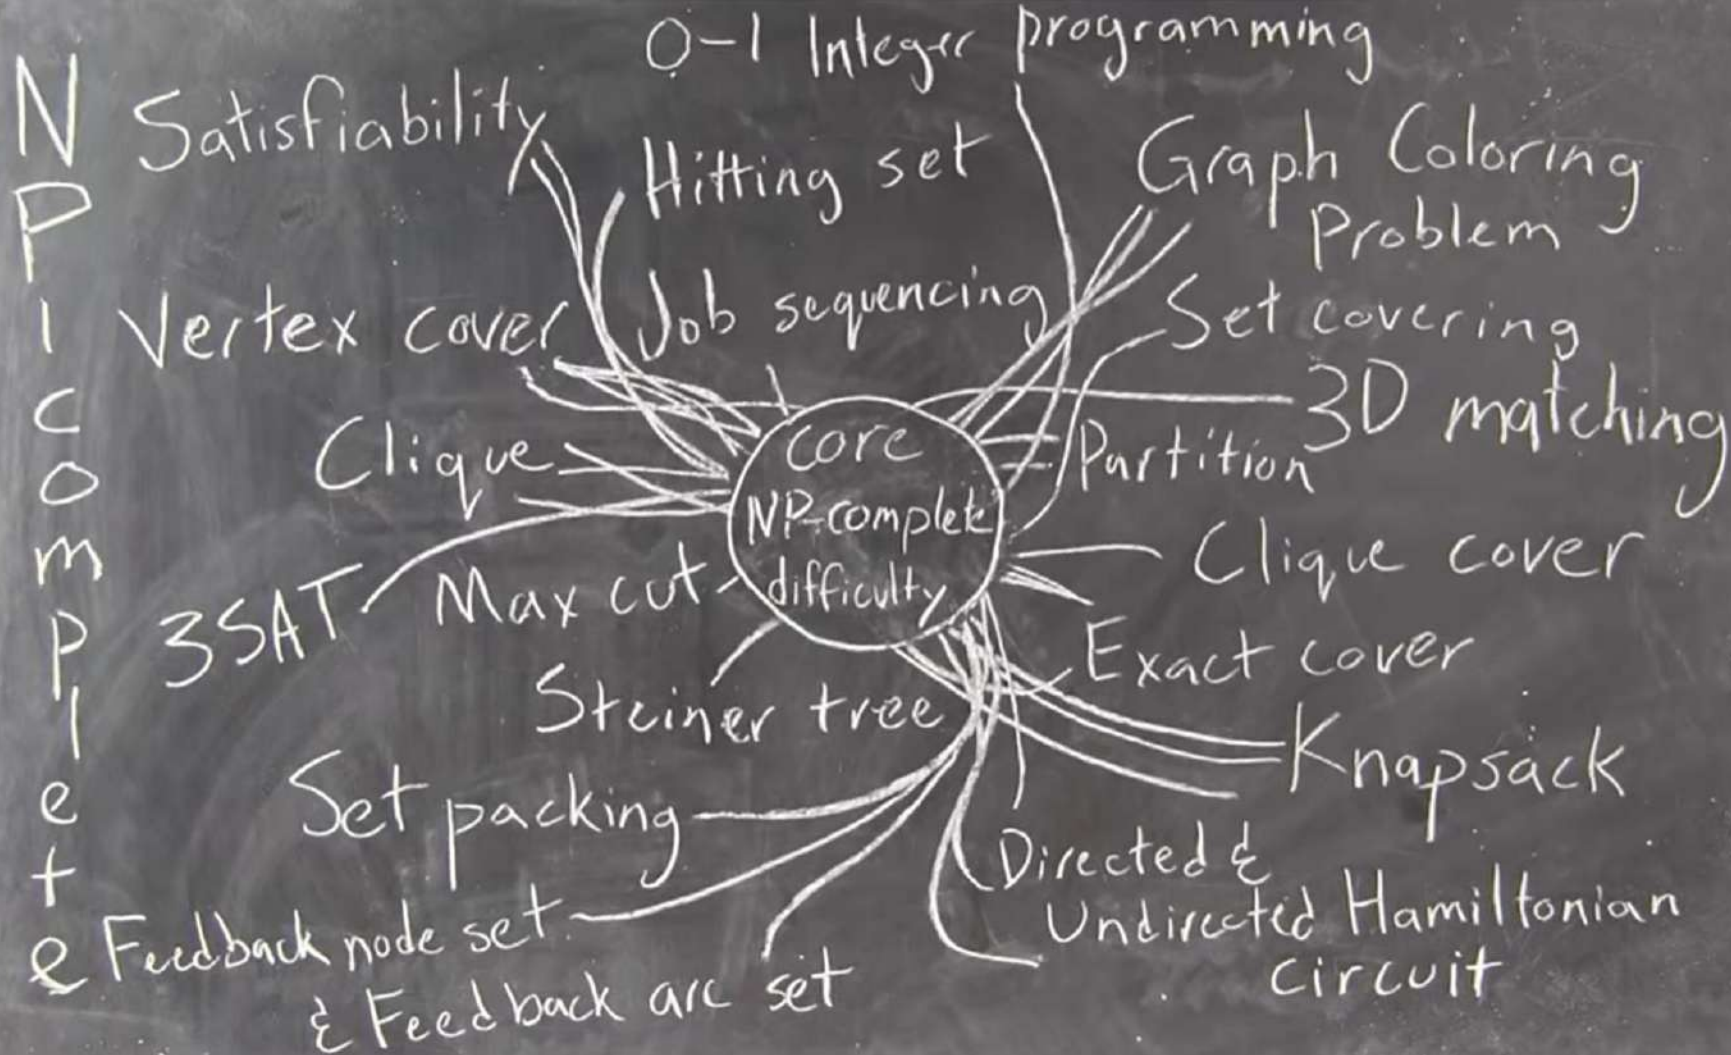 NP complete
0-1 Integer programming
Satisfiability
Hitting set
Graph Coloring
Problem
Vertex cover
Job sequencing
Set covering
3D matching
Clique
core
Partition
NP-complete
Clique cover
3SAT
Max cut
difficulty
Exact cover
Steiner tree
Knapsack
Set packing
Directed &
Undirected Hamiltonian
circuit
Feedback node set
& Feedback arc set